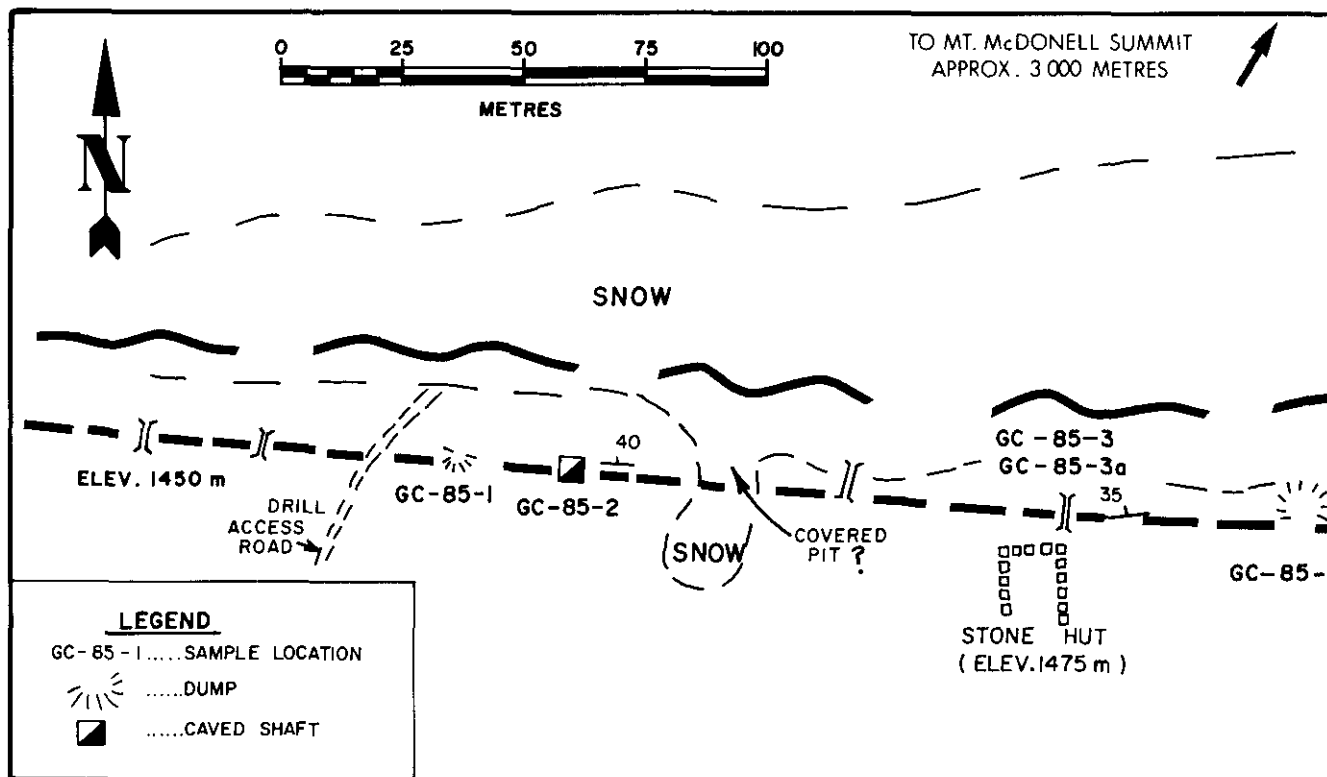 0 25 50 75 100
METRES
TO MT. McDONELL SUMMIT
APPROX. 3 000 METRES
N
SNOW
ELEV. 1450 m
DRILL
ACCESS
ROAD
GC-85-1
GC-85-2
40
SNOW
COVERED
PIT ?
GC-85-3
GC-85-3a
35
STONE HUT
(ELEV. 1475 m)
GC-85-
LEGEND
GC-85-1.....SAMPLE LOCATION
......DUMP
......CAVED SHAFT